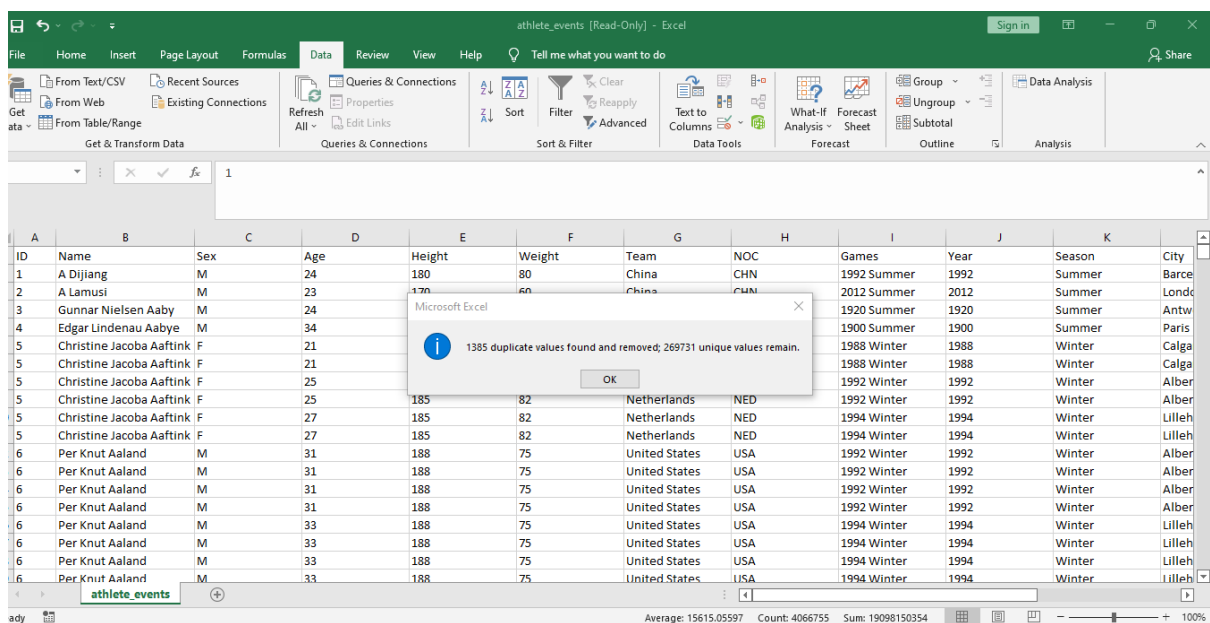 athlete_events [Read-Only] - Excel Sign in
File Home Insert Page Layout Formulas Data Review View Help Tell me what you want to do Share
From Text/CSV Recent Sources Queries & Connections Clear Group Data Analysis
From Web Existing Connections Properties Reapply Ungroup
Get Refresh Sort Filter Text to What-If Forecast
ata From Table/Range All Edit Links Advanced Columns Analysis Sheet Subtotal
Get & Transform Data Queries & Connections Sort & Filter Data Tools Forecast Outline Analysis
fx 1
A B C D E F G H I J K
ID Name Sex Age Height Weight Team NOC Games Year Season City
1 A Dijiang M 24 180 80 China CHN 1992 Summer 1992 Summer Barce
2 A Lamusi M 23 170 60 China CHN 2012 Summer 2012 Summer Londo
3 Gunnar Nielsen Aaby M 24 1920 Summer 1920 Summer Antw
4 Edgar Lindenau Aabye M 34 1900 Summer 1900 Summer Paris
5 Christine Jacoba Aaftink F 21 1988 Winter 1988 Winter Calga
5 Christine Jacoba Aaftink F 21 1988 Winter 1988 Winter Calga
5 Christine Jacoba Aaftink F 25 1992 Winter 1992 Winter Alber
5 Christine Jacoba Aaftink F 25 185 82 Netherlands NED 1992 Winter 1992 Winter Alber
5 Christine Jacoba Aaftink F 27 185 82 Netherlands NED 1994 Winter 1994 Winter Lilleh
5 Christine Jacoba Aaftink F 27 185 82 Netherlands NED 1994 Winter 1994 Winter Lilleh
6 Per Knut Aaland M 31 188 75 United States USA 1992 Winter 1992 Winter Alber
6 Per Knut Aaland M 31 188 75 United States USA 1992 Winter 1992 Winter Alber
6 Per Knut Aaland M 31 188 75 United States USA 1992 Winter 1992 Winter Alber
6 Per Knut Aaland M 31 188 75 United States USA 1992 Winter 1992 Winter Alber
6 Per Knut Aaland M 33 188 75 United States USA 1994 Winter 1994 Winter Lilleh
6 Per Knut Aaland M 33 188 75 United States USA 1994 Winter 1994 Winter Lilleh
6 Per Knut Aaland M 33 188 75 United States USA 1994 Winter 1994 Winter Lilleh
6 Per Knut Aaland M 33 188 75 United States USA 1994 Winter 1994 Winter Lilleh
Microsoft Excel
1385 duplicate values found and removed; 269731 unique values remain.
OK
athlete_events
ady Average: 15615.05597 Count: 4066755 Sum: 19098150354 100%